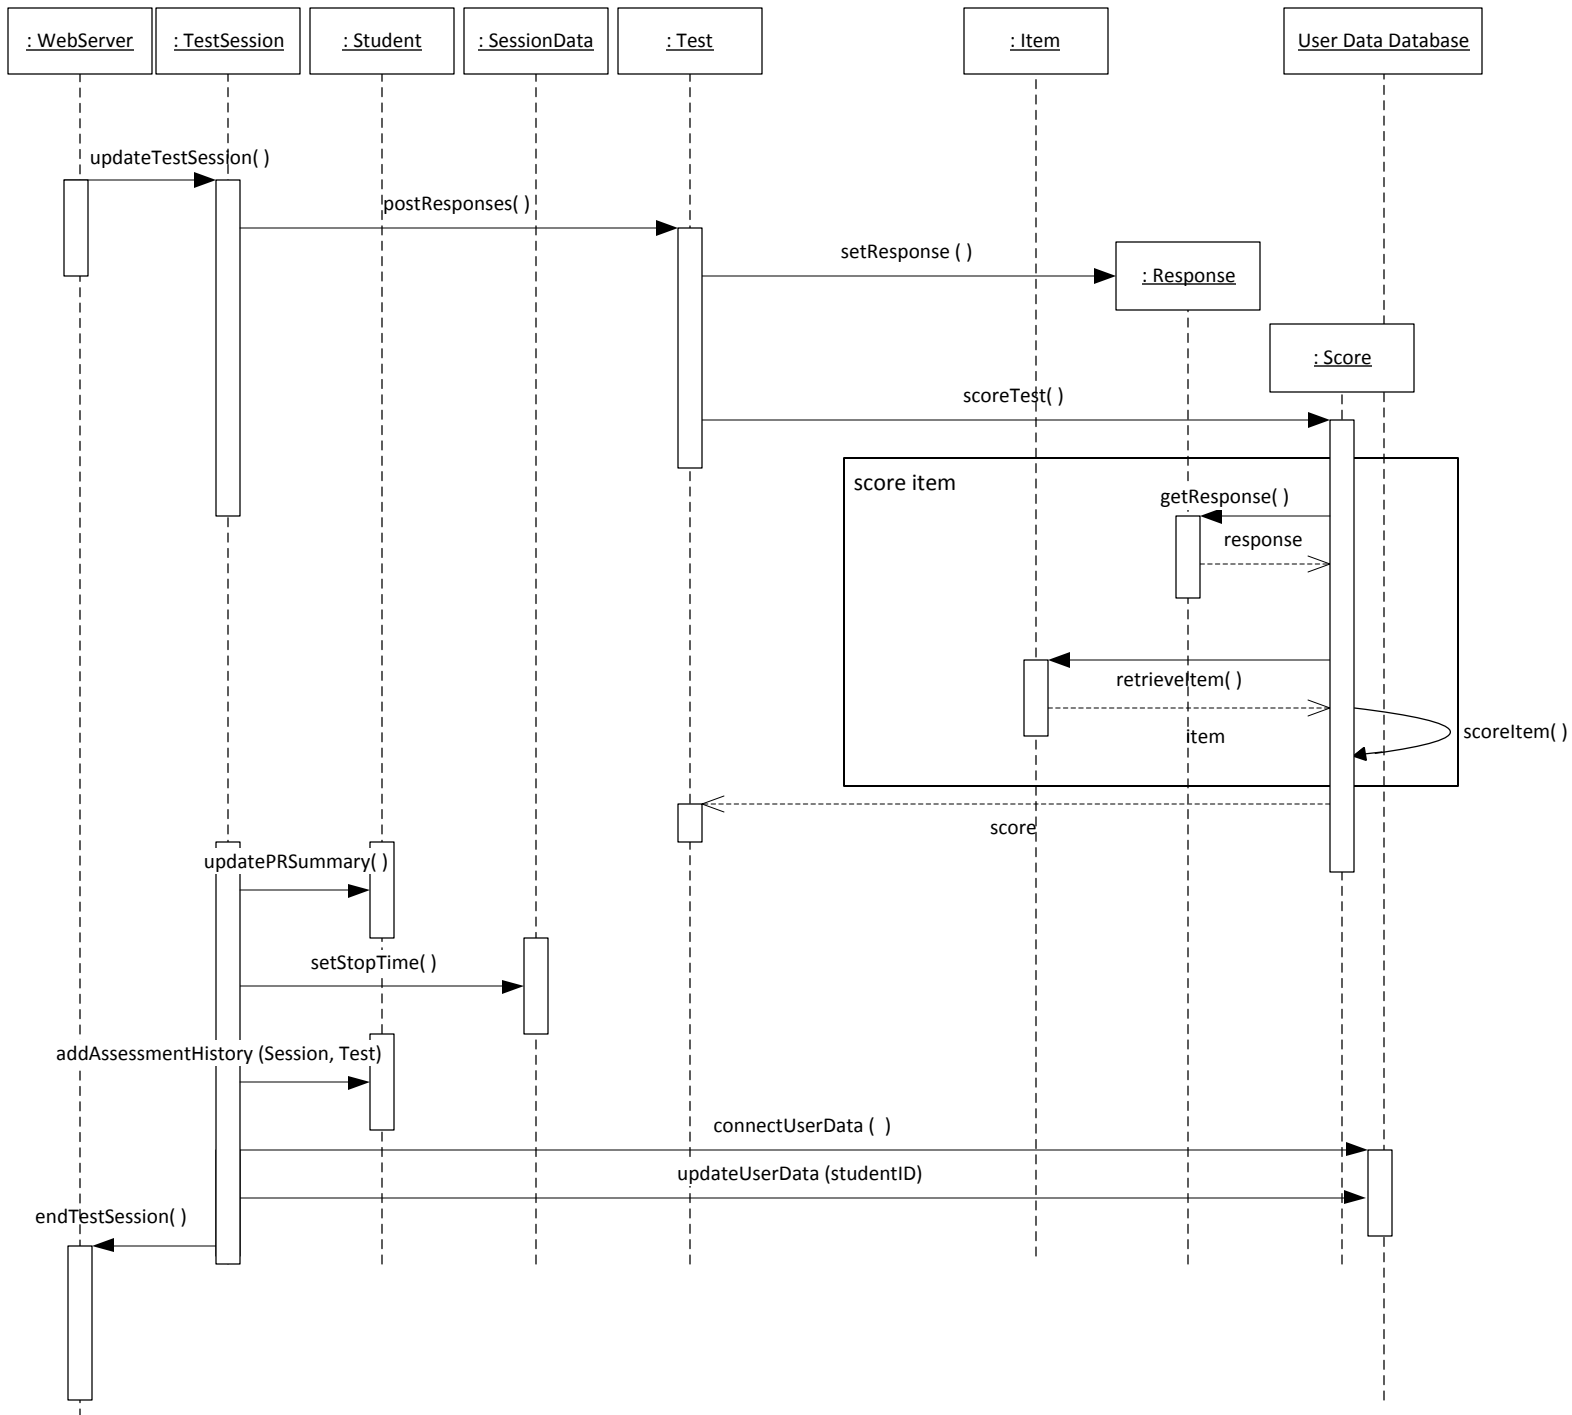 : WebServer
: TestSession
: Student
: SessionData
: Test
: Item
User Data Database
updateTestSession( )
postResponses( )
setResponse ( )
: Response
: Score
scoreTest( )
score item
getResponse( )
response
retrieveItem( )
item
scoreItem( )
score
updatePRSummary( )
setStopTime( )
addAssessmentHistory (Session, Test)
connectUserData (  )
updateUserData (studentID)
endTestSession( )